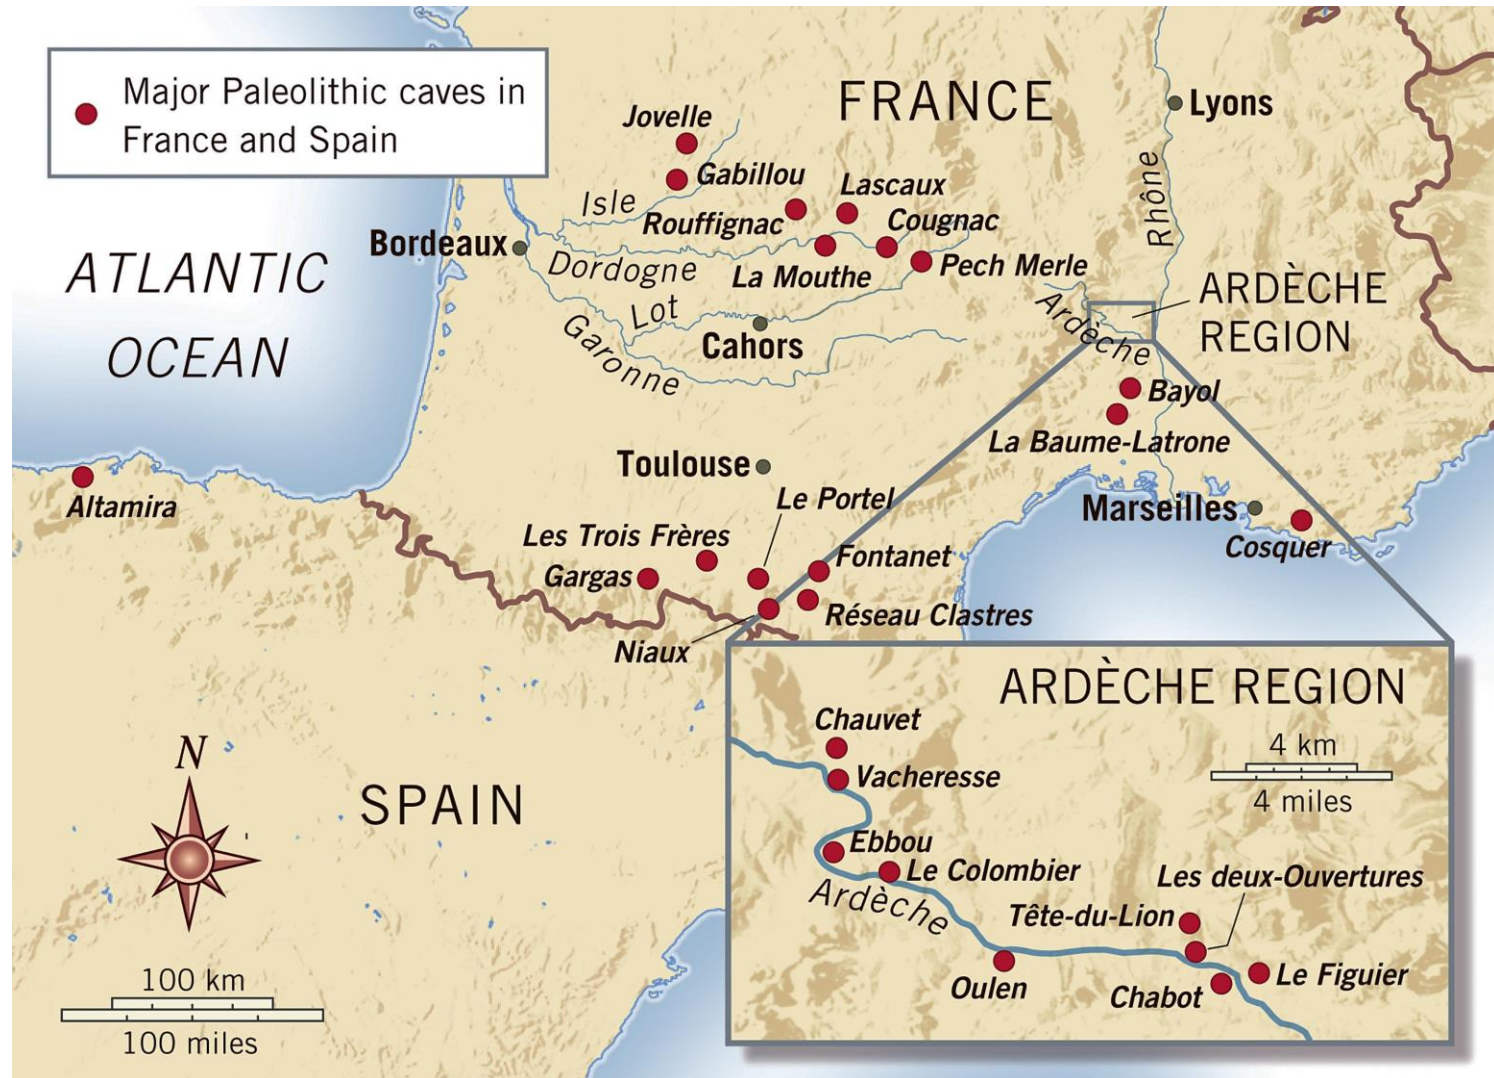 Major Paleolithic caves in
France and Spain
FRANCE
Lyons
Jovelle
Gabillou
Lascaux
Isle
Rouffignac
Cougnac
Rhône
Bordeaux
ATLANTIC
OCEAN
Dordogne
La Mouthe
Pech Merle
ARDÈCHE
REGION
Lot
Ardèche
Garonne
Cahors
Bayol
La Baume-Latrone
Toulouse
Altamira
Le Portel
Marseilles
Cosquer
Les Trois Frères
Fontanet
Gargas
Réseau Clastres
Niaux
SPAIN
N
100 km
100 miles
ARDÈCHE REGION
Chauvet
4 km
4 miles
Vacheresse
Ebbou
Le Colombier
Ardèche
Les deux-Ouvertures
Tête-du-Lion
Oulen
Chabot
Le Figuier